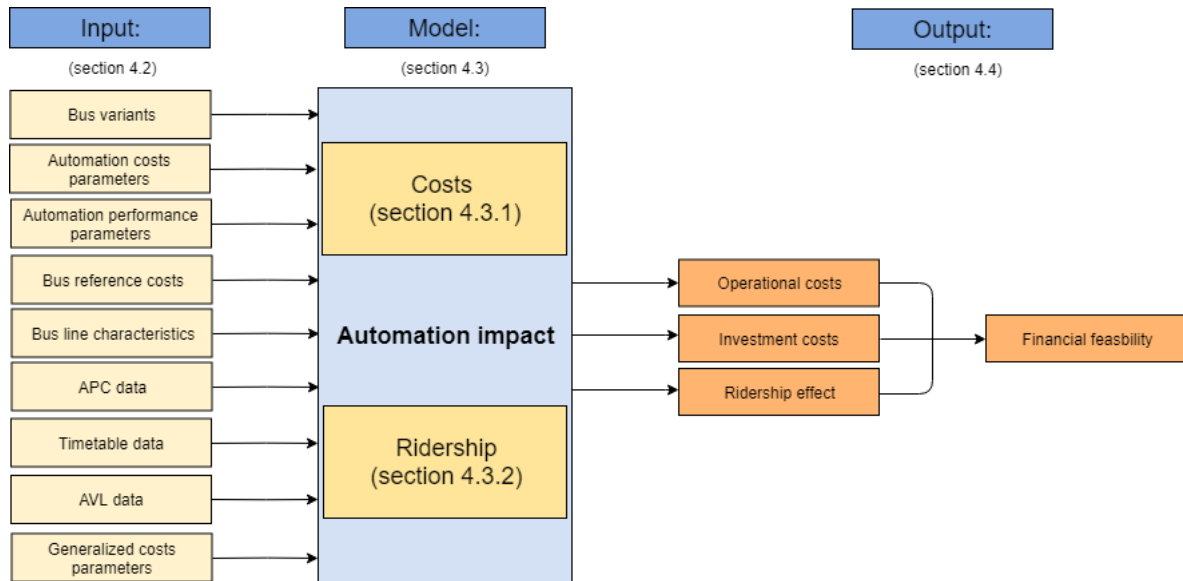 Input:
(section 4.2)
Model:
(section 4.3)
Output:
(section 4.4)
Bus variants
Automation costs
parameters
Automation performance
parameters
Bus reference costs
Bus line characteristics
APC data
Timetable data
AVL data
Generalized costs
parameters
Costs
(section 4.3.1)
Automation impact
Ridership
(section 4.3.2)
Operational costs
Investment costs
Ridership effect
Financial feasbility